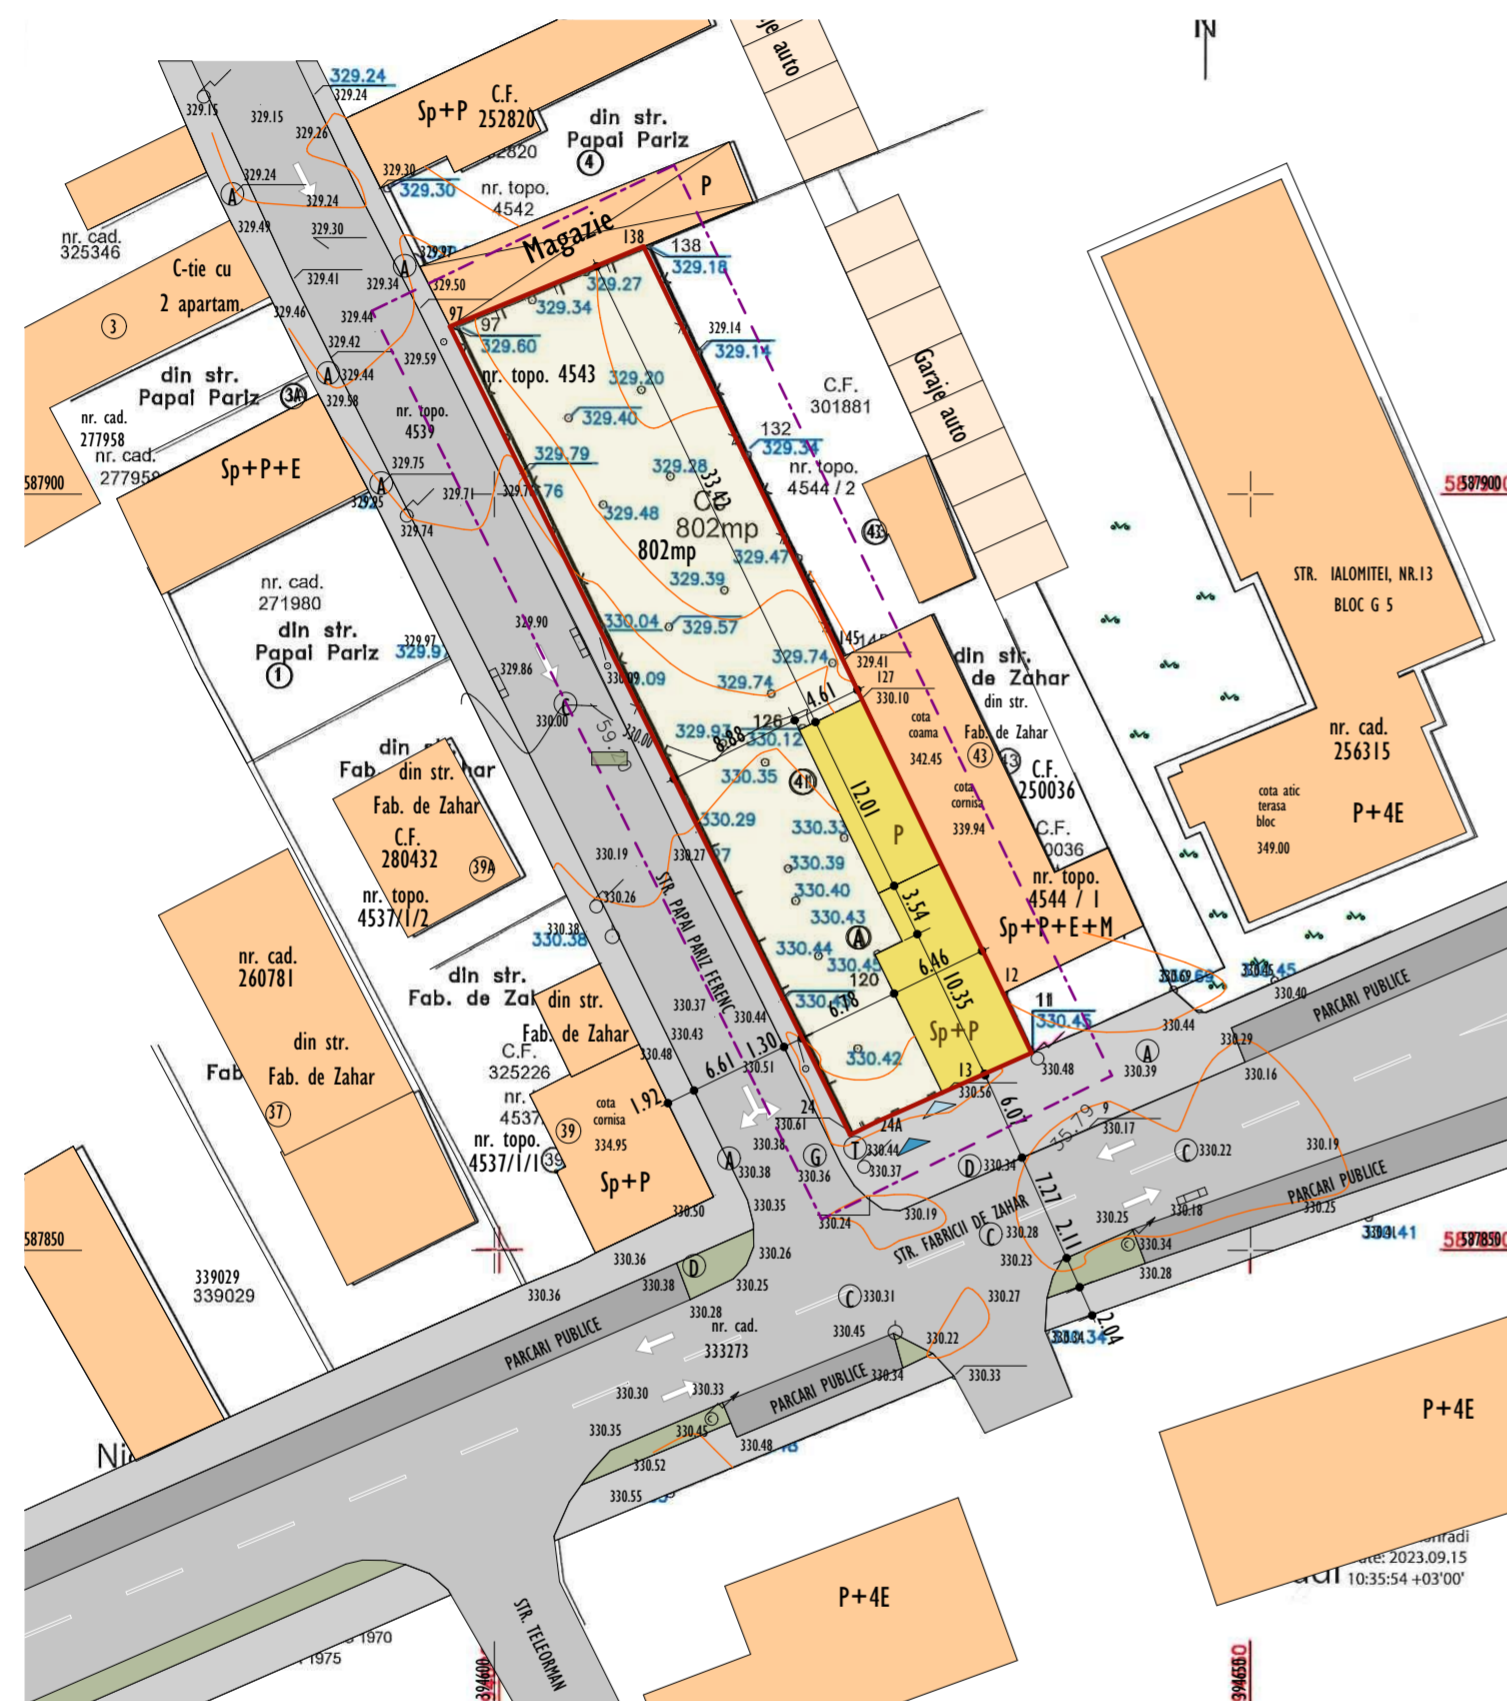 N
auto
329.24
329.24
329.15
329.15
329.26
Sp+P
C.F.
252820
din str.
Papai Pariz
4
329.30
329.30
nr. topo.
4542
P
329.24
A
329.24
329.30
329.49
nr. cad.
325346
Magazie
138
138
329.18
C-tie cu
2 apartam.
3
329.41
329.34
A
329.97
329.50
329.27
329.34
329.46
329.44
97
97
329.60
329.42
329.59
329.14
329.14
A
329.44
329.58
din str.
Papai Pariz
3A
nr. topo. 4543
329.20
329.40
C.F.
301881
Garaje auto
nr. cad.
277958
nr. cad.
277958
nr. topo.
4539
132
329.34
nr. topo.
4544 / 2
Sp+P+E
329.75
A
329.71
329.74
329.79
329.28
33.43
329.48
802mp
802mp
329.47
43
587900
587900
nr. cad.
271980
din str.
Papai Pariz
1
329.97
329.90
329.86
330.04
329.57
329.39
STR. IALOMITEI, NR.13
BLOC G 5
329.74
329.74
145
329.41
127
330.10
din str.
de Zahar
din str.
Fab. de Zahar
43
C
330.00
330.00
329.93
126
330.12
4.61
8.88
330.35
cota
coama
342.45
cota
cornisa
339.94
C.F.
250036
C.F.
nr. cad.
256315
P+4E
cota atic
terasa
bloc
349.00
din str.
Fab. de Zahar
C.F.
280432
39A
nr. topo.
4537/1/2
330.19
330.27
330.29
330.26
330.33
330.39
330.40
330.43
12.01
P
3.54
nr. topo.
4544 / 1
Sp+P+E+M
STR. PAPAI PARIZ FERENC
330.38
330.38
A
330.44
330.45
120
6.46
10.35
6.78
Sp+P
12
11
330.45
nr. cad.
260781
din str.
Fab. de Zahar
37
din str.
din str.
Fab. de Zahar
C.F.
325226
330.37
330.43
330.44
330.48
330.51
6.61
1.30
1.92
330.42
13
330.56
330.48
330.44
330.40
PARCARI PUBLICE
330.29
330.16
A
330.39
39
cota
cornisa
334.95
nr. topo.
4537/1/1
39
Sp+P
24
330.61
24A
T
330.44
330.37
330.38
330.38
A
G
330.36
D
330.34
6.07
75.79
9
330.17
C
330.22
330.19
PARCARI PUBLICE
330.25
330.18
330.25
7.27
2.11
330.50
330.35
330.24
330.19
STR. FABRICII DE ZAHAR
C
330.28
330.23
330.34
330.28
2.04
587850
587850
339029
339029
330.36
330.36
330.38
D
330.26
330.25
330.28
nr. cad.
333273
C
330.31
330.27
330.45
330.22
330.34
330.33
PARCARI PUBLICE
330.30
330.33
PARCARI PUBLICE
330.35
330.45
330.48
330.52
330.55
P+4E
P+4E
STR. TELEORMAN
2023.09.15
10:35:54 +03'00'
1970
1975
394600
394650